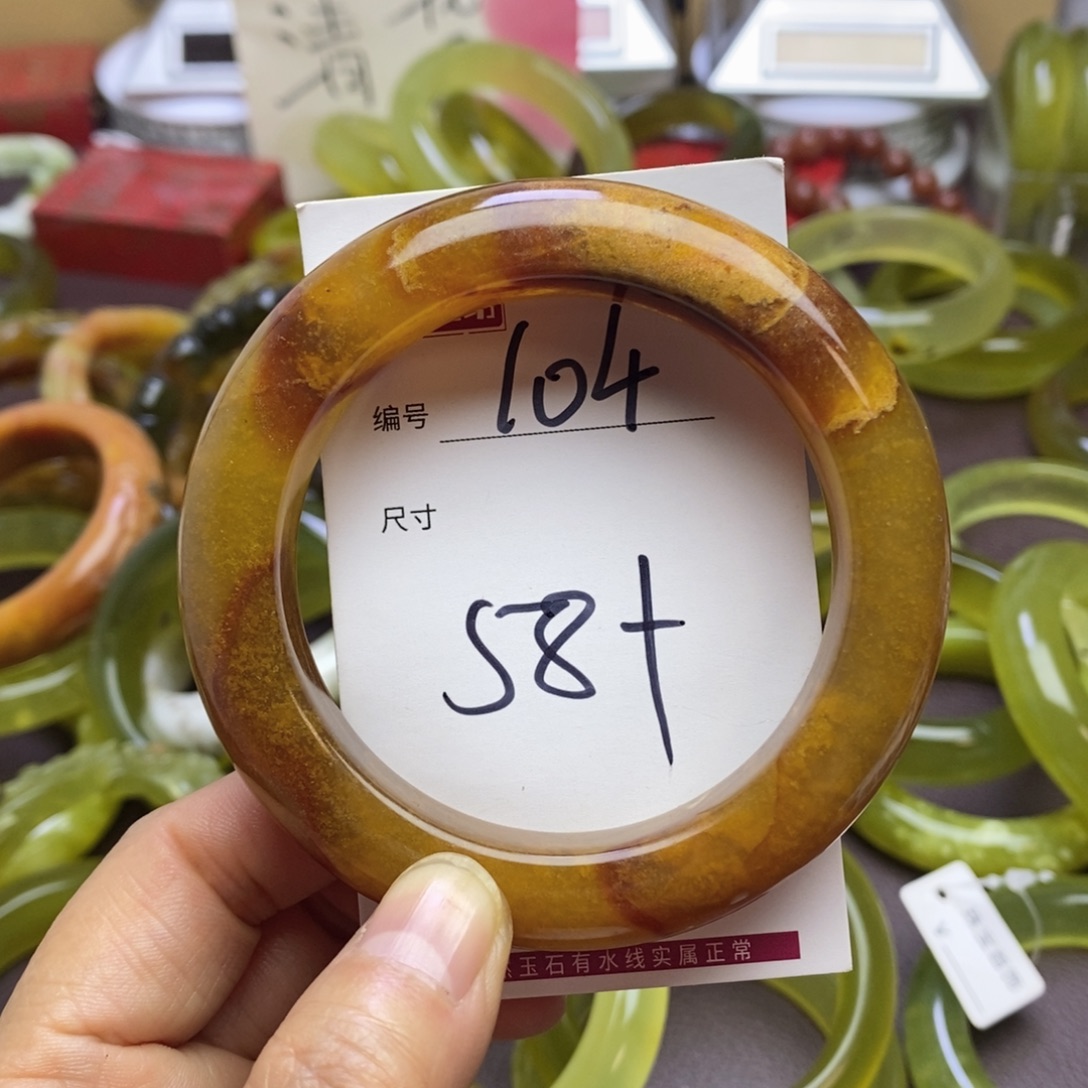 编号 104
尺寸
58+
玉石有水线实属正常